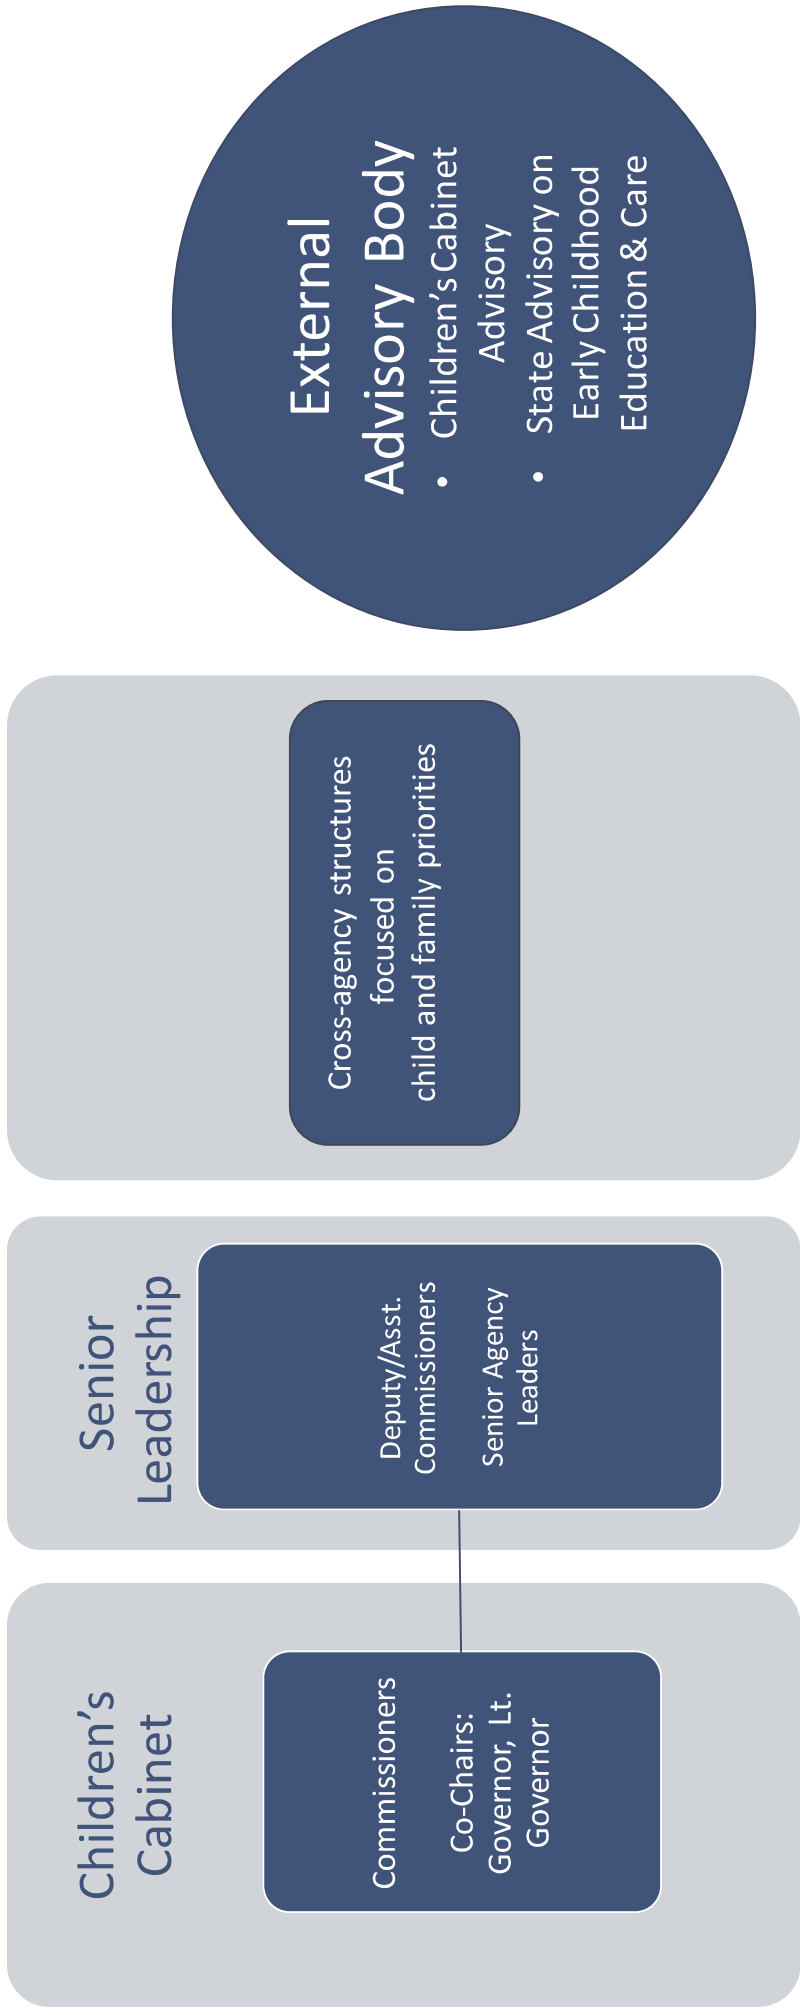 Children’s
Cabinet
Commissioners
Co-Chairs:
Governor, Lt.
Governor
Senior
Leadership
Deputy/Asst.
Commissioners
Senior Agency
Leaders
Cross-agency structures
focused on
child and family priorities
External
Advisory Body
• Children’s Cabinet
Advisory
• State Advisory on
Early Childhood
Education & Care